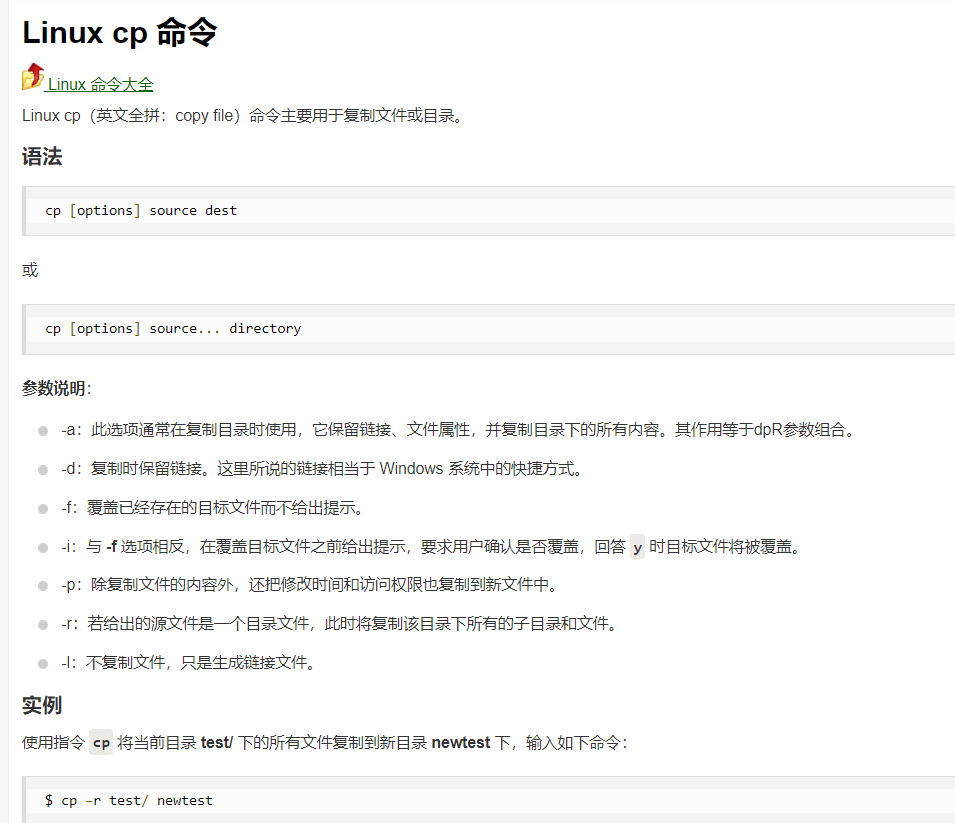 Linux cp 命令
Linux 命令大全
Linux cp（英文全拼：copy file）命令主要用于复制文件或目录。
语法
cp [options] source dest
或
cp [options] source... directory
参数说明：
-a：此选项通常在复制目录时使用，它保留链接、文件属性，并复制目录下的所有内容。其作用等于dpR参数组合。
-d：复制时保留链接。这里所说的链接相当于 Windows 系统中的快捷方式。
-f：覆盖已经存在的目标文件而不给出提示。
-i：与 -f 选项相反，在覆盖目标文件之前给出提示，要求用户确认是否覆盖，回答 y 时目标文件将被覆盖。
-p：除复制文件的内容外，还把修改时间和访问权限也复制到新文件中。
-r：若给出的源文件是一个目录文件，此时将复制该目录下所有的子目录和文件。
-l：不复制文件，只是生成链接文件。
实例
使用指令 cp 将当前目录 test/ 下的所有文件复制到新目录 newtest 下，输入如下命令：
$ cp –r test/ newtest